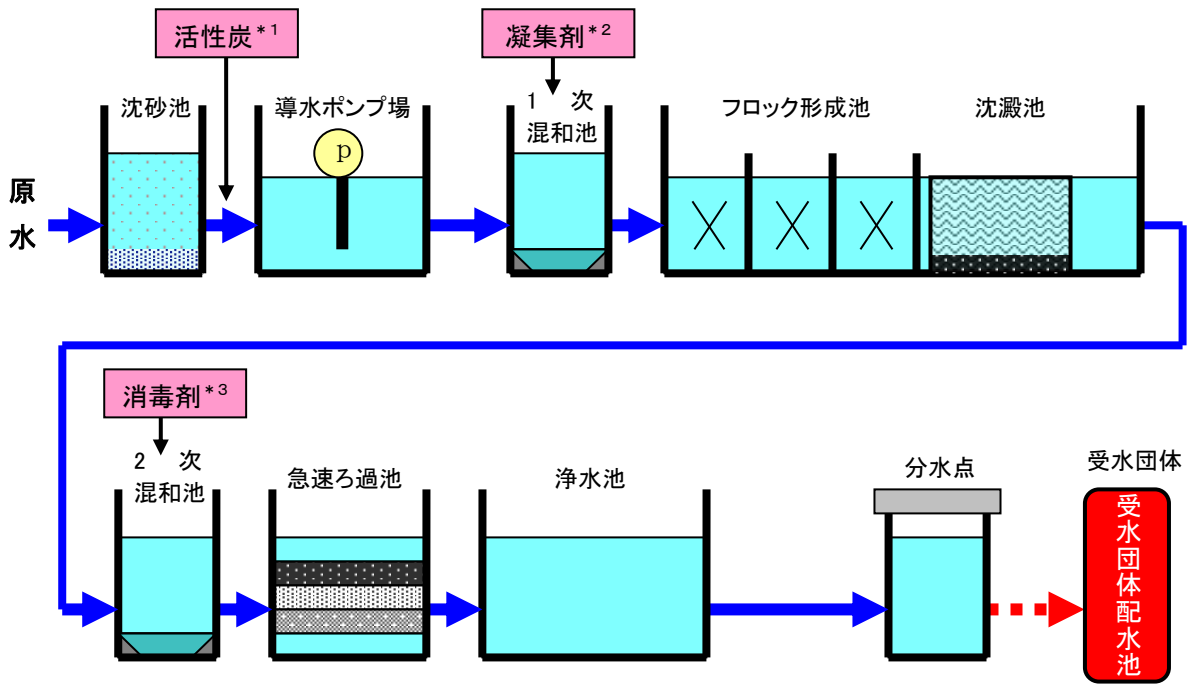 活性炭*1
凝集剤*2
沈砂池
導水ポンプ場
1 次
混和池
フロック形成池
沈澱池
p
原
水
消毒剤*3
2 次
混和池
急速ろ過池
浄水池
分水点
受水団体
受水団体配水池